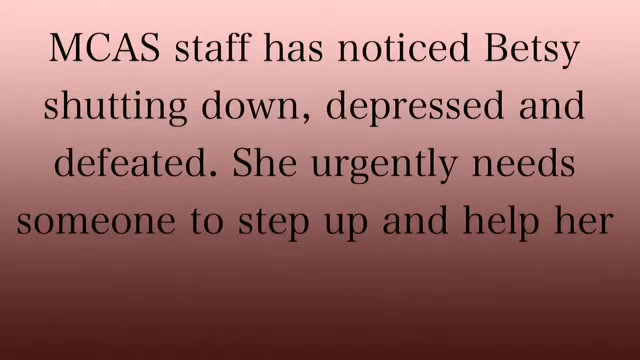 MCAS staff has noticed Betsy
shutting down, depressed and
defeated. She urgently needs
someone to step up and help her